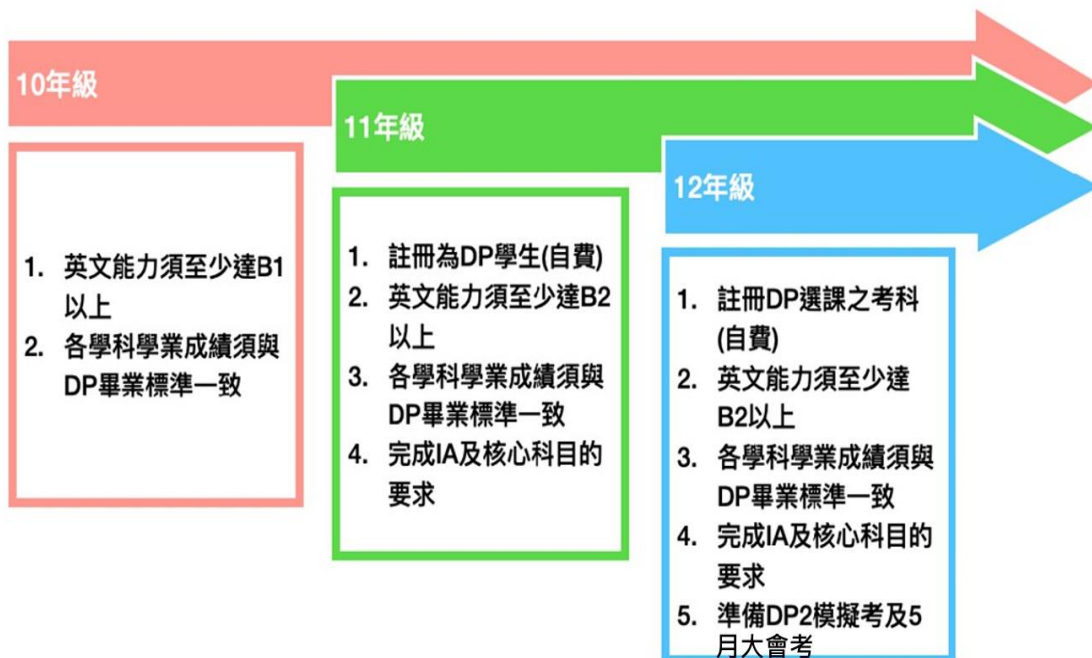 10年級
1. 英文能力須至少達B1
以上
2. 各學科學業成績須與
DP畢業標準一致
11年級
1. 註冊為DP學生(自費)
2. 英文能力須至少達B2
以上
3. 各學科學業成績須與
DP畢業標準一致
4. 完成IA及核心科目的
要求
12年級
1. 註冊DP選課之考科
(自費)
2. 英文能力須至少達
B2以上
3. 各學科學業成績須與
DP畢業標準一致
4. 完成IA及核心科目的
要求
5. 準備DP2模擬考及5
月大會考